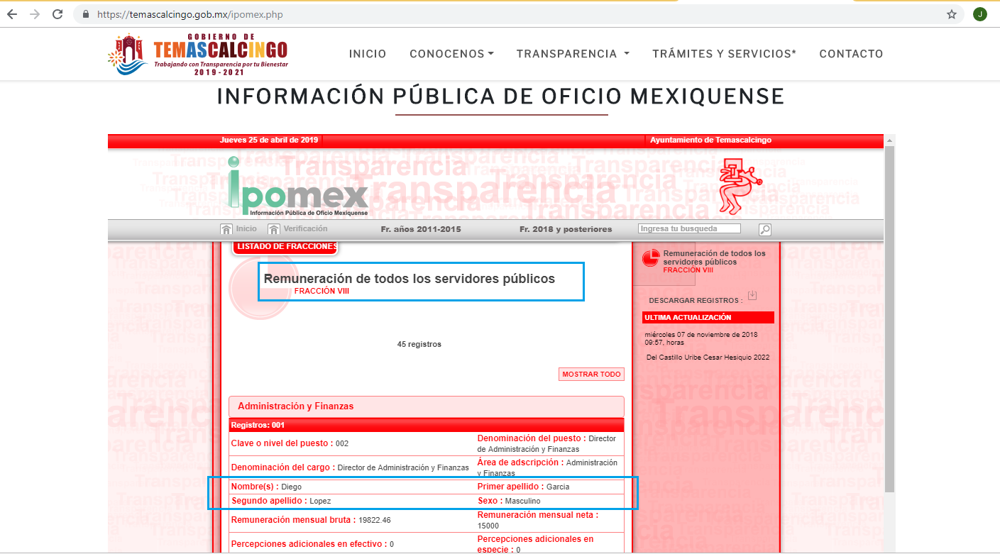 https://temascalcingo.gob.mx/ipomex.php
J
GOBIERNO DE
TEMASCALCINGO
Trabajando con Transparencia por tu Bienestar
2019-2021
INICIO CONOCENOS TRANSPARENCIA TRÁMITES Y SERVICIOS* CONTACTO
INFORMACIÓN PÚBLICA DE OFICIO MEXIQUENSE
Jueves 25 de abril de 2019 Ayuntamiento de Temascalcingo
Transparencia
ipomex
Información Pública de Oficio Mexiquense
Inicio Verificación Fr. años 2011-2015 Fr. 2018 y posteriores Ingresa tu busqueda
LISTADO DE FRACCIONES
Remuneración de todos los servidores públicos
FRACCIÓN VIII
45 registros
MOSTRAR TODO
Administración y Finanzas
Registros: 001
Clave o nivel del puesto : 002
Denominación del puesto : Director
de Administración y Finanzas
Denominación del cargo : Director de Administración y Finanzas
Área de adscripción : Administración
y Finanzas
Nombre(s) : Diego
Primer apellido : Garcia
Segundo apellido : Lopez
Sexo : Masculino
Remuneración mensual bruta : 19822.46
Remuneración mensual neta :
15000
Percepciones adicionales en efectivo : 0
Percepciones adicionales en
especie : 0
Remuneración de todos los
servidores públicos
FRACCIÓN VIII
DESCARGAR REGISTROS :
ULTIMA ACTUALIZACIÓN
miércoles 07 de noviembre de 2018
09:57, horas
Del Castillo Uribe Cesar Hesiquio 2022